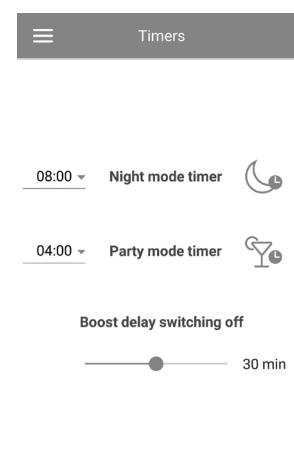 Timers
08:00 Night mode timer
04:00 Party mode timer
Boost delay switching off
30 min